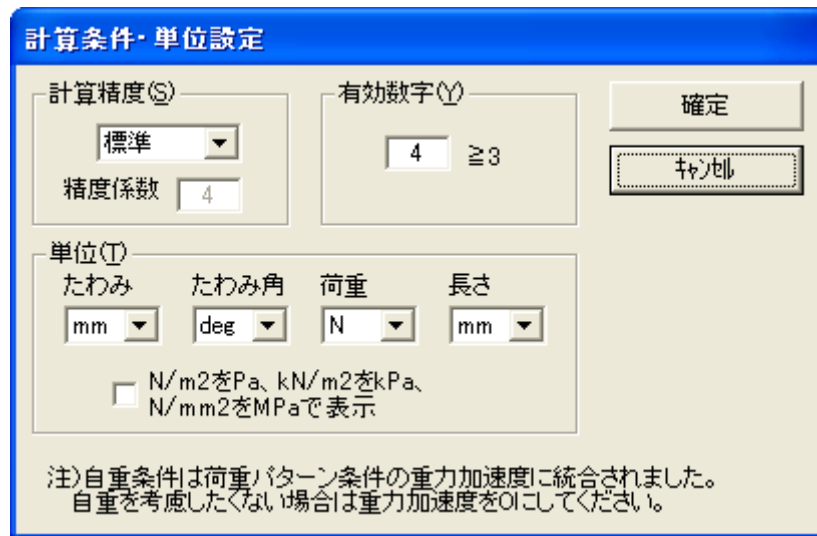 計算条件・単位設定
計算精度(S)
標準
精度係数 4
有効数字(Y)
4 ≧3
確定
ｷｬﾝｾﾙ
単位(T)
たわみ たわみ角 荷重 長さ
mm deg N mm
N/m2をPa、kN/m2をkPa、
N/mm2をMPaで表示
注)自重条件は荷重パターン条件の重力加速度に統合されました。
自重を考慮したくない場合は重力加速度を0にしてください。